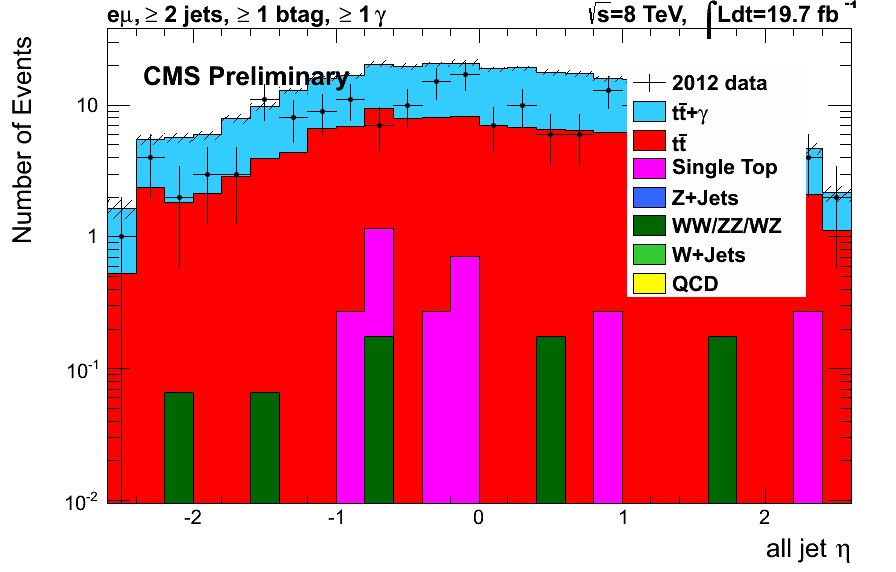 eμ, ≥ 2 jets, ≥ 1 btag, ≥ 1 γ
√s=8 TeV, ∫Ldt=19.7 fb⁻¹
Number of Events
CMS Preliminary
2012 data
tt̄+γ
tt̄
Single Top
Z+Jets
WW/ZZ/WZ
W+Jets
QCD
10
1
10⁻¹
10⁻²
-2 -1 0 1 2
all jet η